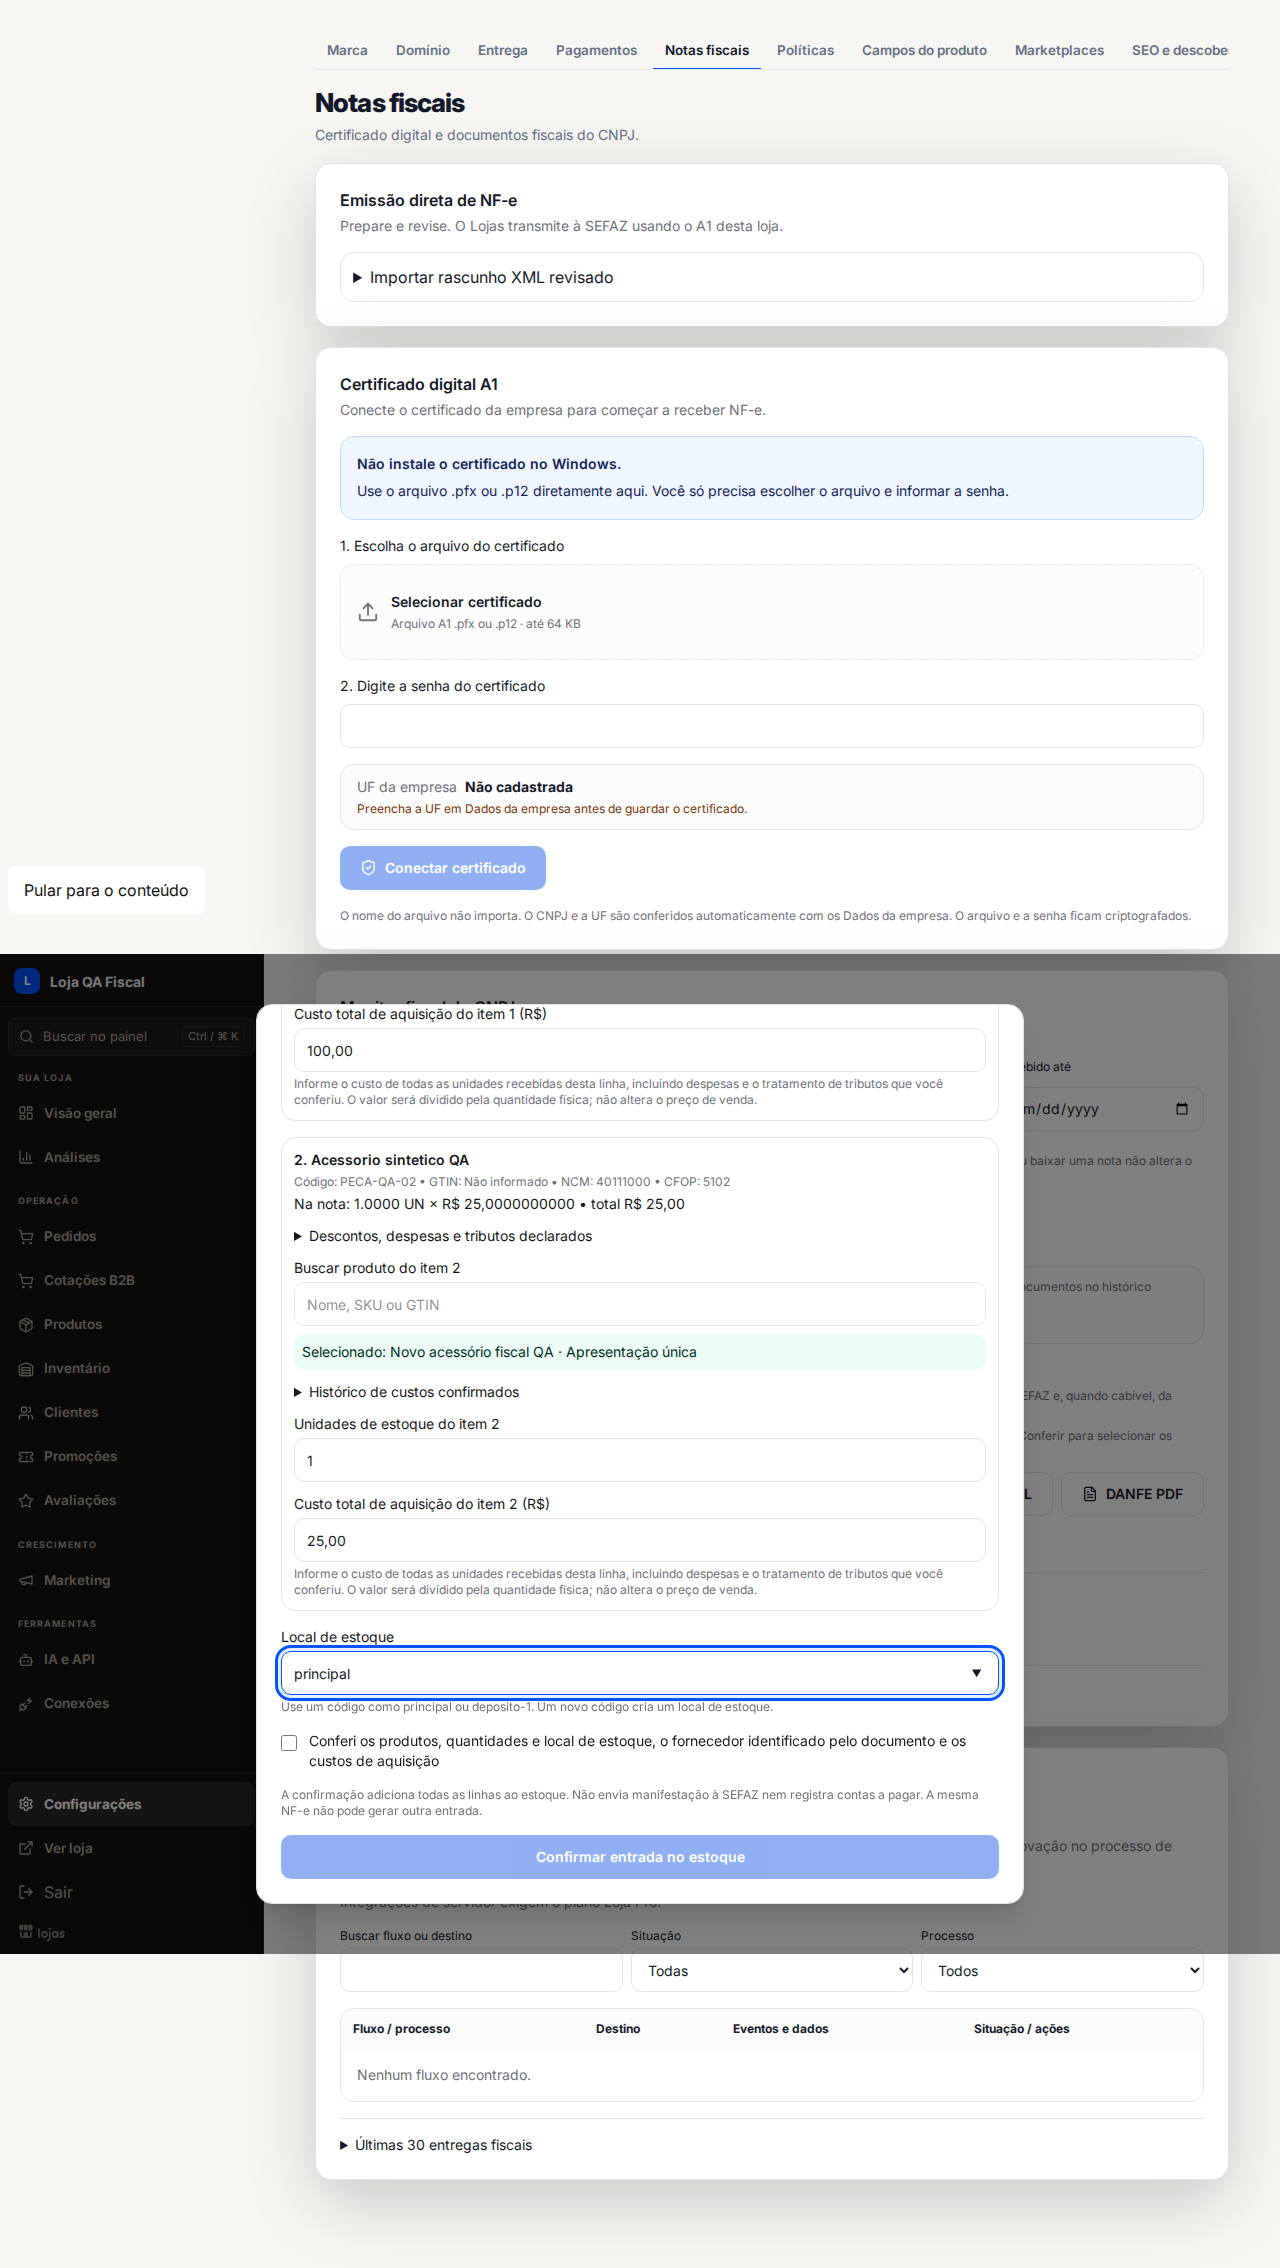 Marca Domínio Entrega Pagamentos Notas fiscais Políticas Campos do produto Marketplaces SEO e
Notas fiscais
Certificado digital e documentos fiscais do CNPJ.
Emissão direta de NF-e
Prepare e revise. O Lojas transmite à SEFAZ usando o A1 desta loja.
Importar rascunho XML revisado
Certificado digital A1
Conecte o certificado da empresa para começar a receber NF-e.
Não instale o certificado no Windows.
Use o arquivo .pfx ou .p12 diretamente aqui. Você só precisa escolher o arquivo e informar a senha.
1. Escolha o arquivo do certificado
Selecionar certificado
Arquivo A1 .pfx ou .p12 · até 64 KB
2. Digite a senha do certificado
UF da empresa Não cadastrada
Preencha a UF em Dados da empresa antes de guardar o certificado.
Conectar certificado
O nome do arquivo não importa. O CNPJ e a UF são conferidos automaticamente com os Dados da empresa. O arquivo e a senha ficam criptografados.
Pular para o conteúdo
L Loja QA Fiscal
Buscar no painel Ctrl / ⌘ K
SUA LOJA
Visão geral
Análises
OPERAÇÃO
Pedidos
Cotações B2B
Produtos
Inventário
Clientes
Promoções
Avaliações
CRESCIMENTO
Marketing
FERRAMENTAS
IA e API
Conexões
Configurações
Ver loja
Sair
lojas
Custo total de aquisição do item 1 (R$)
100,00
Informe o custo de todas as unidades recebidas desta linha, incluindo despesas e o tratamento de tributos que você
conferiu. O valor será dividido pela quantidade física; não altera o preço de venda.
2. Acessorio sintetico QA
Código: PECA-QA-02 • GTIN: Não informado • NCM: 40111000 • CFOP: 5102
Na nota: 1.0000 UN × R$ 25,0000000000 • total R$ 25,00
Descontos, despesas e tributos declarados
Buscar produto do item 2
Nome, SKU ou GTIN
Selecionado: Novo acessório fiscal QA · Apresentação única
Histórico de custos confirmados
Unidades de estoque do item 2
1
Custo total de aquisição do item 2 (R$)
25,00
Informe o custo de todas as unidades recebidas desta linha, incluindo despesas e o tratamento de tributos que você
conferiu. O valor será dividido pela quantidade física; não altera o preço de venda.
Local de estoque
principal
Use um código como principal ou deposito-1. Um novo código cria um local de estoque.
Conferi os produtos, quantidades e local de estoque, o fornecedor identificado pelo documento e os
custos de aquisição
A confirmação adiciona todas as linhas ao estoque. Não envia manifestação à SEFAZ nem registra contas a pagar. A mesma
NF-e não pode gerar outra entrada.
Confirmar entrada no estoque
até
/dd/yyyy
baixar uma nota não altera o
no histórico
e, quando cabível, da
Conferir para selecionar os
DANFE PDF
no processo de
Integrações de servidor exigem o plano Loja Pro.
Buscar fluxo ou destino Situação Processo
Todas Todos
Fluxo / processo Destino Eventos e dados Situação / ações
Nenhum fluxo encontrado.
Últimas 30 entregas fiscais